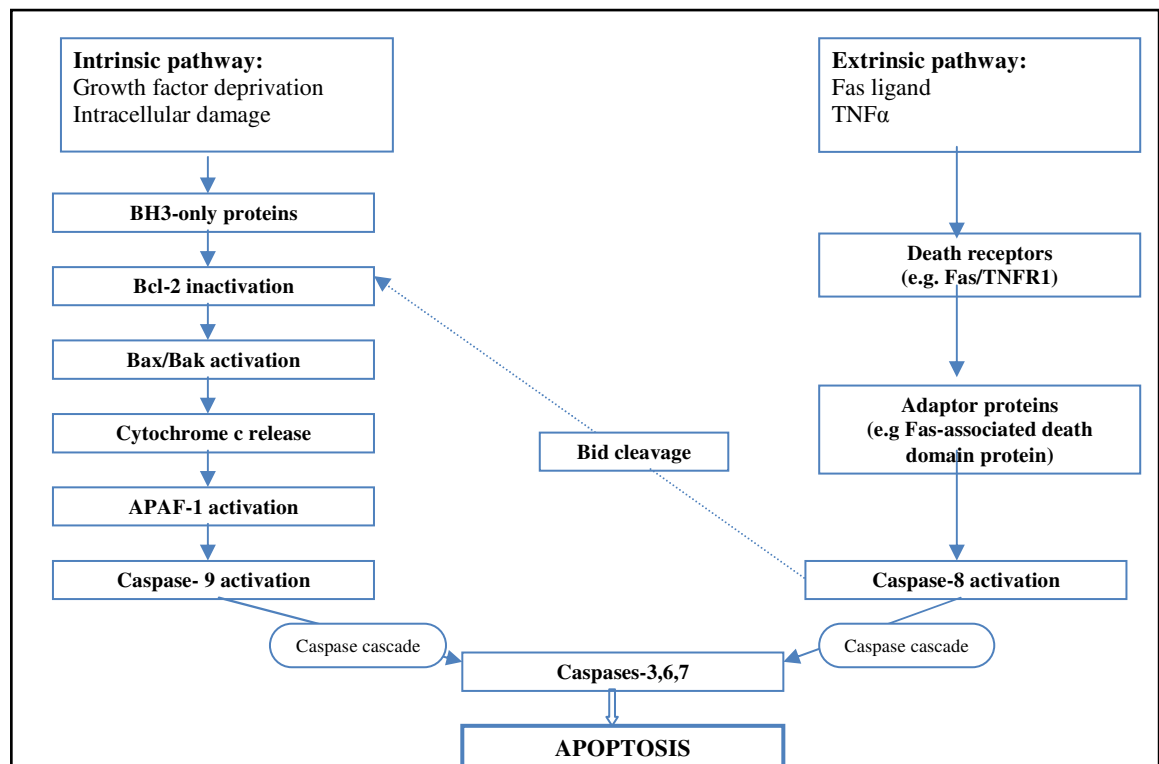 Intrinsic pathway:
Growth factor deprivation
Intracellular damage
BH3-only proteins
Bcl-2 inactivation
Bax/Bak activation
Cytochrome c release
APAF-1 activation
Caspase- 9 activation
Caspase cascade
Bid cleavage
Extrinsic pathway:
Fas ligand
TNFα
Death receptors
(e.g. Fas/TNFR1)
Adaptor proteins
(e.g Fas-associated death
domain protein)
Caspase-8 activation
Caspase cascade
Caspases-3,6,7
APOPTOSIS